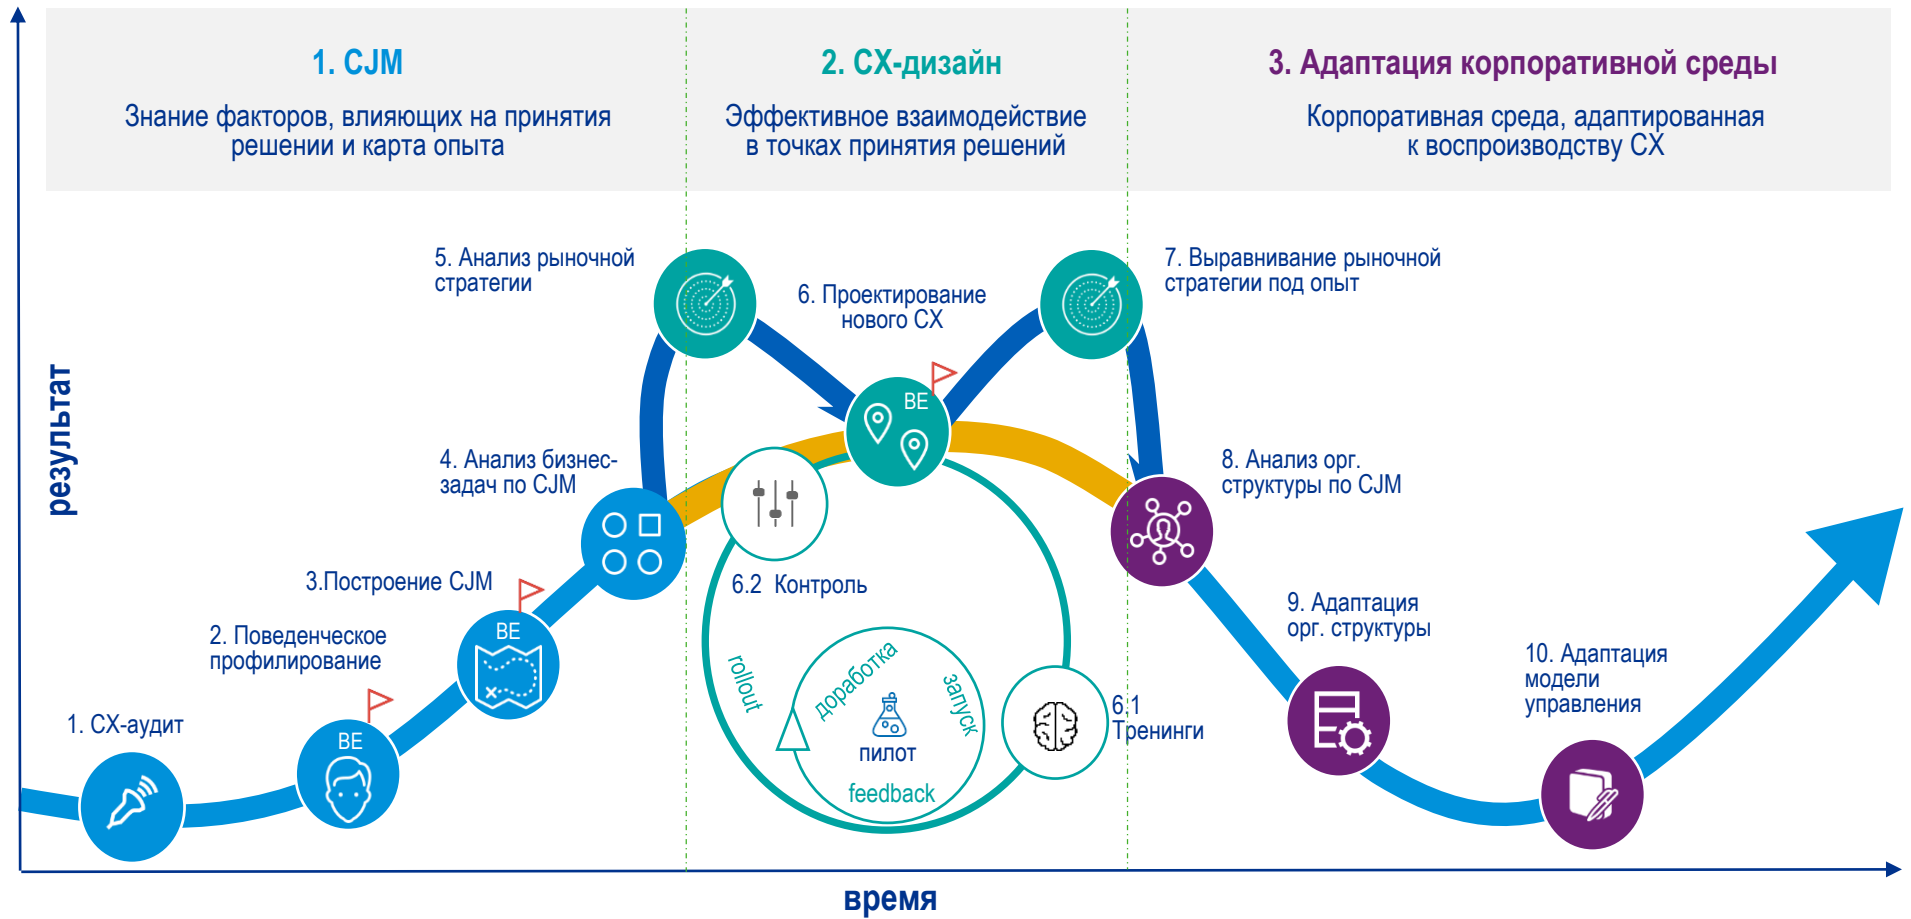 1. CJM
Знание факторов, влияющих на принятия
решении и карта опыта
2. СХ-дизайн
Эффективное взаимодействие
в точках принятия решений
3. Адаптация корпоративной среды
Корпоративная среда, адаптированная
к воспроизводству СХ
результат
1. СХ-аудит
2. Поведенческое
профилирование
BE
3.Построение CJM
BE
4. Анализ бизнес-
задач по CJM
5. Анализ рыночной
стратегии
6. Проектирование
нового СХ
BE
6.2 Контроль
rollout
доработка
запуск
пилот
feedback
6.1
Тренинги
7. Выравнивание рыночной
стратегии под опыт
8. Анализ орг.
структуры по CJM
9. Адаптация
орг. структуры
10. Адаптация
модели
управления
время